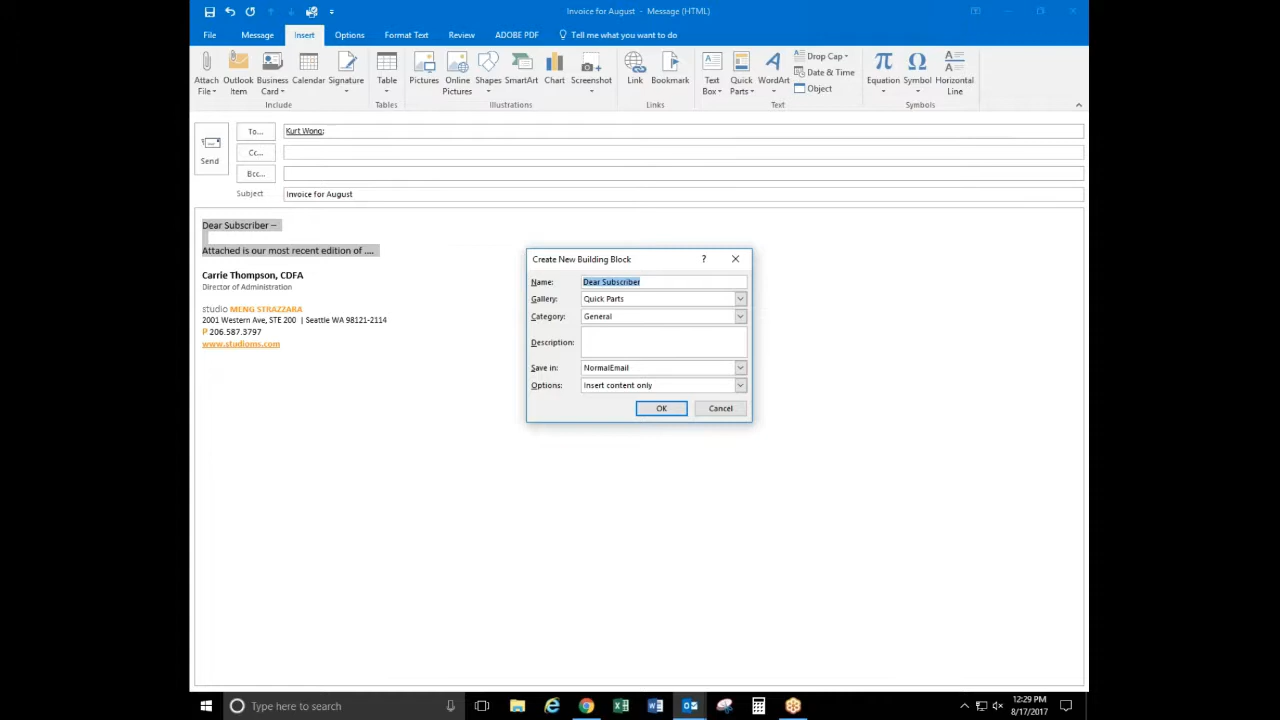 Invoice for August - Message (HTML)
File Message Insert Options Format Text Review ADOBE PDF Tell me what you want to do
Attach File
Outlook Item
Business Card
Calendar
Signature
Table
Pictures
Online Pictures
Shapes
SmartArt
Chart
Screenshot
Link
Bookmark
Text Box
Quick Parts
WordArt
Drop Cap
Date & Time
Object
Equation
Symbol
Horizontal Line
Include Tables Illustrations Links Text Symbols
Send
To... Kurt Wong;
Cc...
Bcc...
Subject Invoice for August
Dear Subscriber –
Attached is our most recent edition of ....
Carrie Thompson, CDFA
Director of Administration
studio MENG STRAZZARA
2001 Western Ave, STE 200 | Seattle WA 98121-2114
P 206.587.3797
www.studioms.com
Create New Building Block ?
Name: Dear Subscriber
Gallery: Quick Parts
Category: General
Description:
Save in: NormalEmail
Options: Insert content only
OK Cancel
Type here to search
12:29 PM
8/17/2017